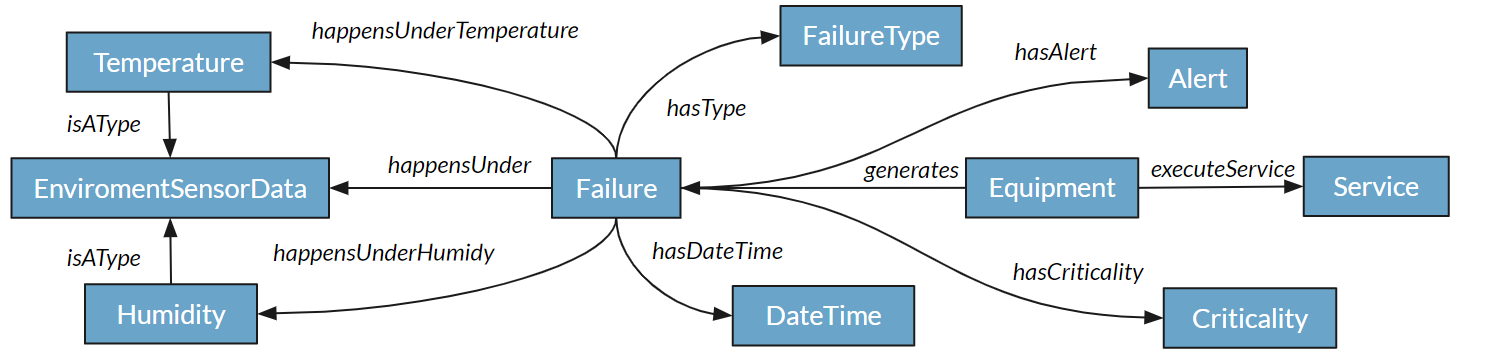 happensUnderTemperature
FailureType
hasAlert
Temperature
Alert
hasType
isAType
happensUnder
generates
executeService
EnviromentSensorData
Failure
Equipment
Service
isAType
happensUnderHumidy
hasDateTime
hasCriticality
Humidity
DateTime
Criticality